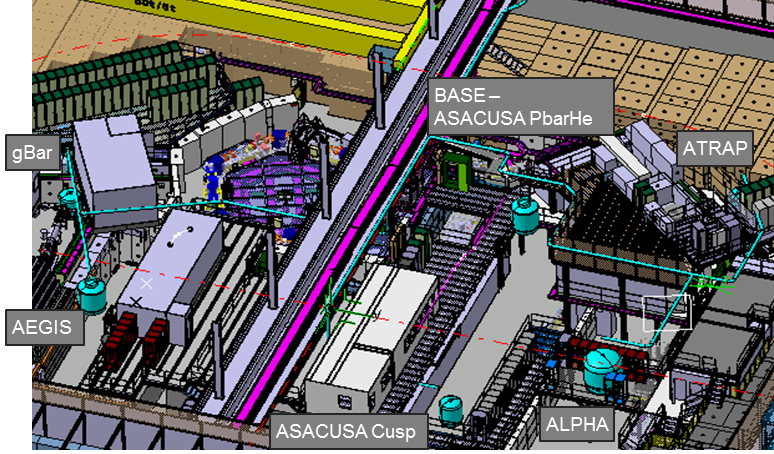 BASE –
ASACUSA PbarHe
gBar
ATRAP
AEGIS
ASACUSA Cusp
ALPHA